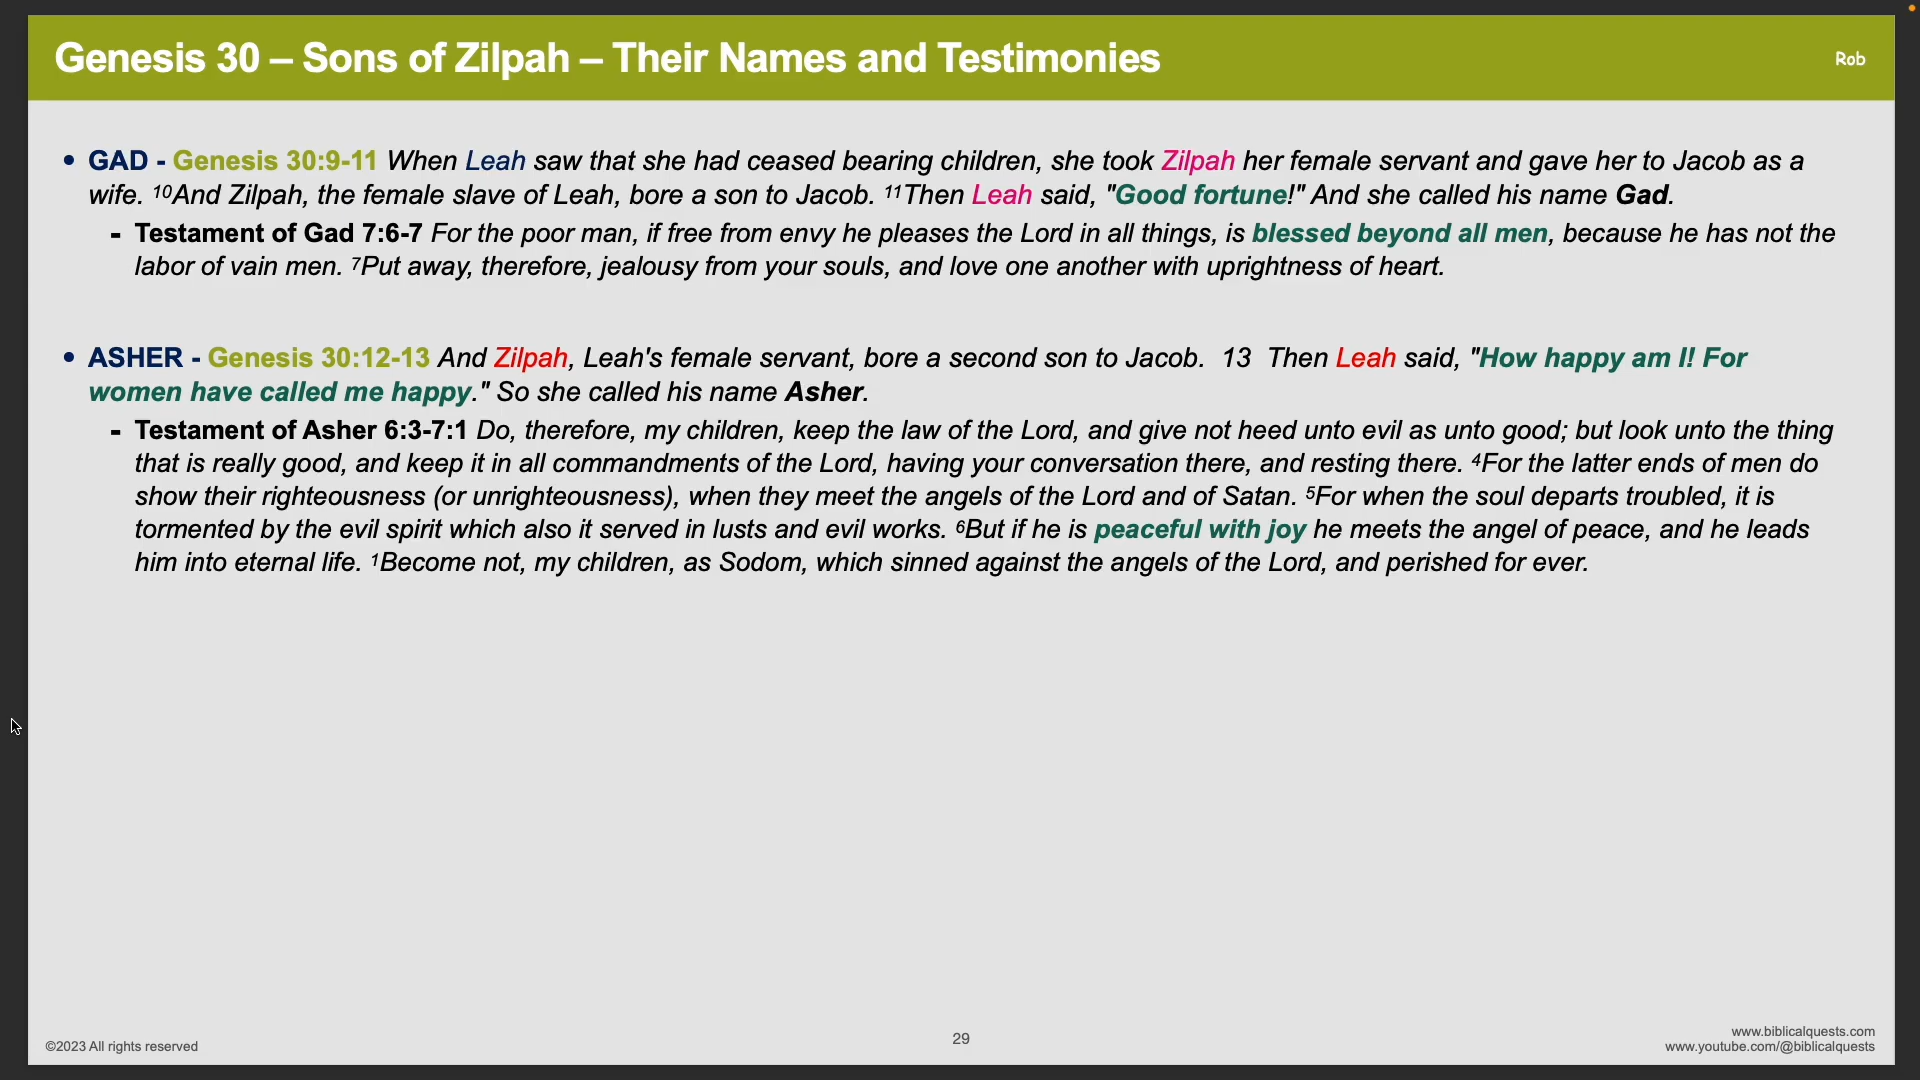 Genesis 30 – Sons of Zilpah – Their Names and Testimonies
Rob
• GAD - Genesis 30:9-11 When Leah saw that she had ceased bearing children, she took Zilpah her female servant and gave her to Jacob as a
wife. 10And Zilpah, the female slave of Leah, bore a son to Jacob. 11Then Leah said, "Good fortune!" And she called his name Gad.
- Testament of Gad 7:6-7 For the poor man, if free from envy he pleases the Lord in all things, is blessed beyond all men, because he has not the
labor of vain men. 7Put away, therefore, jealousy from your souls, and love one another with uprightness of heart.
• ASHER - Genesis 30:12-13 And Zilpah, Leah's female servant, bore a second son to Jacob.  13  Then Leah said, "How happy am I! For
women have called me happy." So she called his name Asher.
- Testament of Asher 6:3-7:1 Do, therefore, my children, keep the law of the Lord, and give not heed unto evil as unto good; but look unto the thing
that is really good, and keep it in all commandments of the Lord, having your conversation there, and resting there. 4For the latter ends of men do
show their righteousness (or unrighteousness), when they meet the angels of the Lord and of Satan. 5For when the soul departs troubled, it is
tormented by the evil spirit which also it served in lusts and evil works. 6But if he is peaceful with joy he meets the angel of peace, and he leads
him into eternal life. 1Become not, my children, as Sodom, which sinned against the angels of the Lord, and perished for ever.
©2023 All rights reserved
29
www.biblicalquests.com
www.youtube.com/@biblicalquests